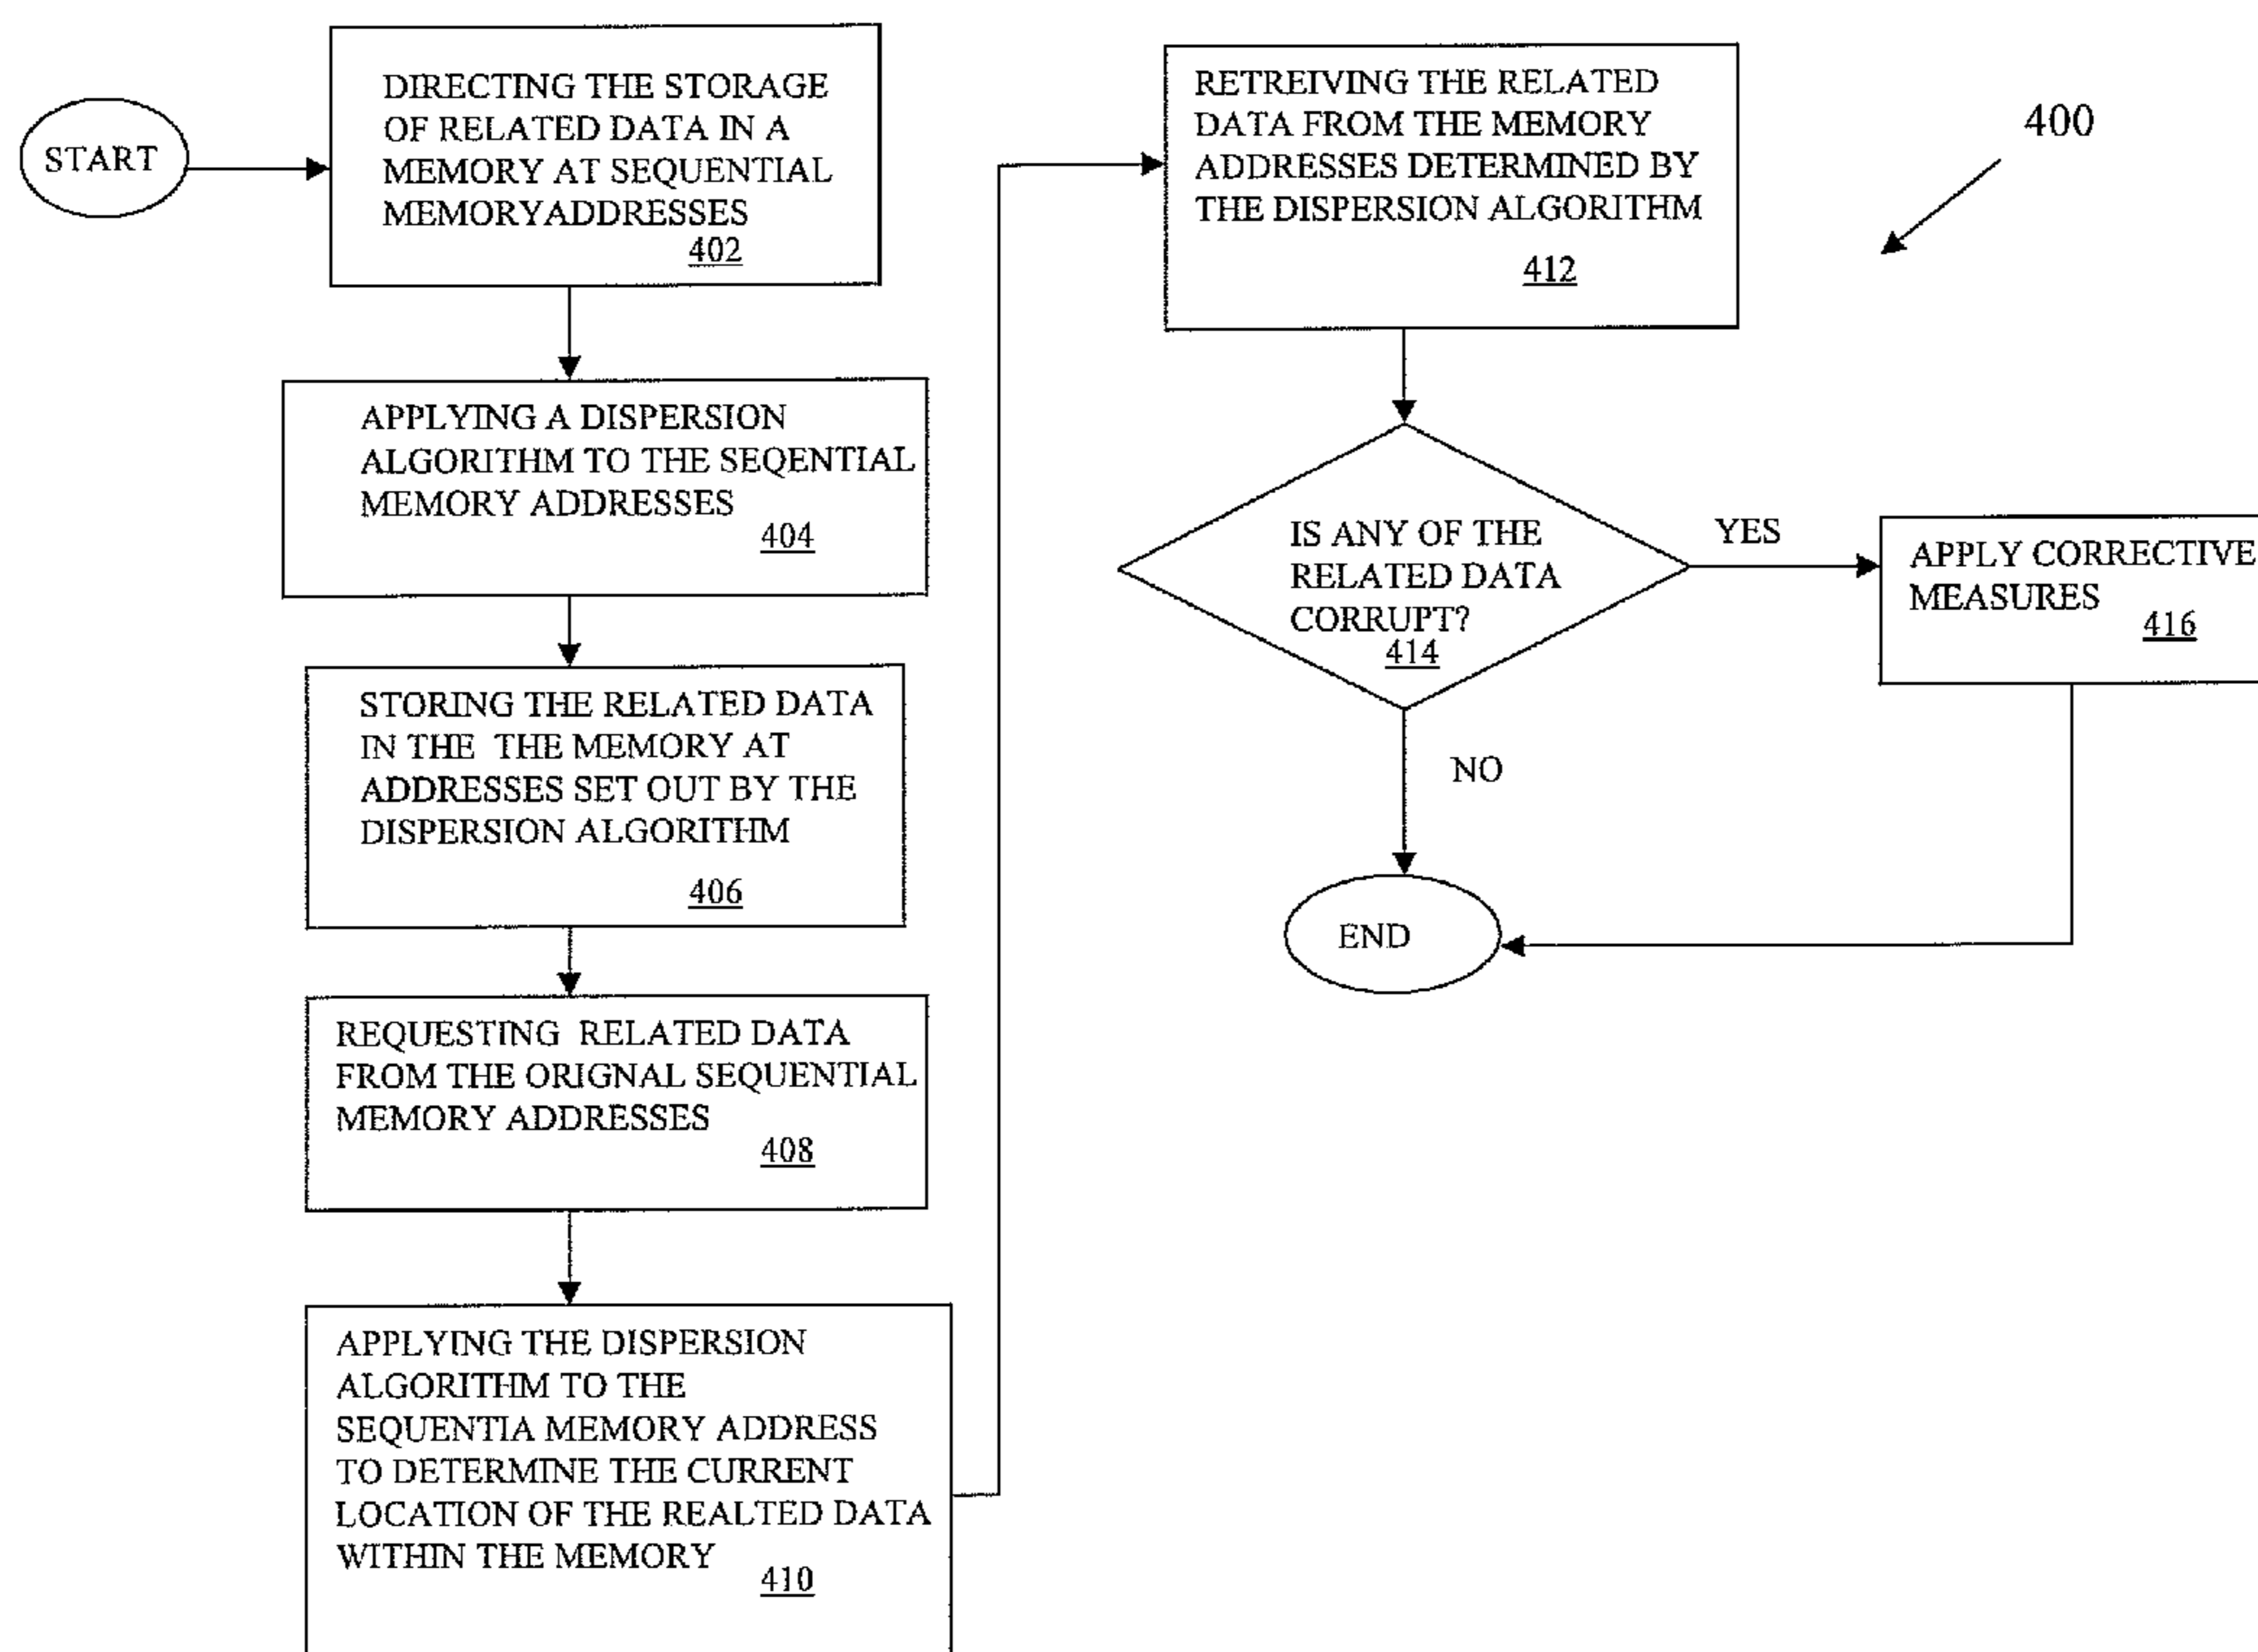 START
DIRECTING THE STORAGE
OF RELATED DATA IN A
MEMORY AT SEQUENTIAL
MEMORYADDRESSES
402
APPLYING A DISPERSION
ALGORITHM TO THE SEQENTIAL
MEMORY ADDRESSES
404
STORING THE RELATED DATA
IN THE THE MEMORY AT
ADDRESSES SET OUT BY THE
DISPERSION ALGORITHM
406
REQUESTING RELATED DATA
FROM THE ORIGNAL SEQUENTIAL
MEMORY ADDRESSES
408
APPLYING THE DISPERSION
ALGORITHM TO THE
SEQUENTIA MEMORY ADDRESS
TO DETERMINE THE CURRENT
LOCATION OF THE REALTED DATA
WITHIN THE MEMORY
410
RETREIVING THE RELATED
DATA FROM THE MEMORY
ADDRESSES DETERMINED BY
THE DISPERSION ALGORITHM
412
400
IS ANY OF THE
RELATED DATA
CORRUPT?
414
YES
APPLY CORRECTIVE
MEASURES
416
NO
END